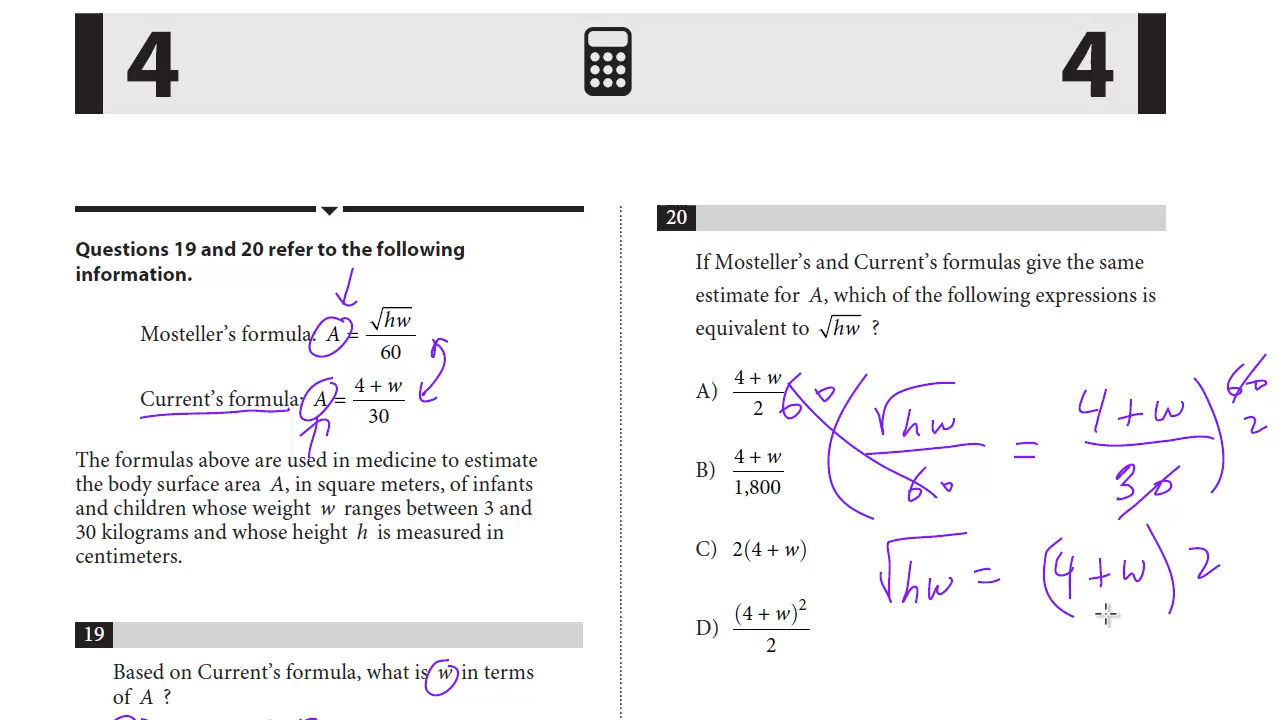 4 4
Questions 19 and 20 refer to the following
information.
Mosteller's formula: A = √hw / 60
Current's formula: A = 4 + w / 30
The formulas above are used in medicine to estimate
the body surface area A, in square meters, of infants
and children whose weight w ranges between 3 and
30 kilograms and whose height h is measured in
centimeters.
19
Based on Current's formula, what is w in terms
of A ?
20
If Mosteller's and Current's formulas give the same
estimate for A, which of the following expressions is
equivalent to √hw ?
A) 4 + w / 2
B) 4 + w / 1,800
C) 2(4 + w)
D) (4 + w)² / 2
60 ( √hw / 60 = 4 + w / 30 ) 60
2
√hw = (4 + w) 2